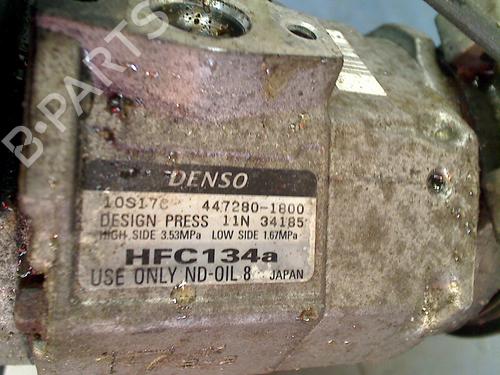 B-PARTS
DENSO
10S17C 447280-1800
DESIGN PRESS 11N 34185
HIGH SIDE 3.53MPa LOW SIDE 1.67MPa
HFC134a
USE ONLY ND-OIL 8 JAPAN